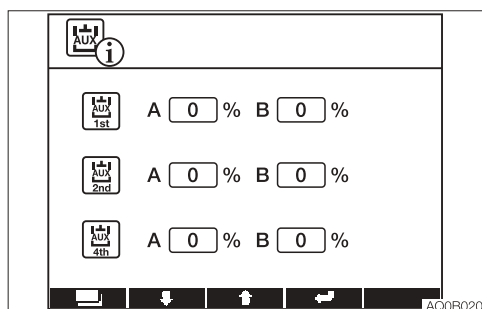 AUX i
AUX 1st A 0 % B 0 %
AUX 2nd A 0 % B 0 %
AUX 4th A 0 % B 0 %
AQ0B020